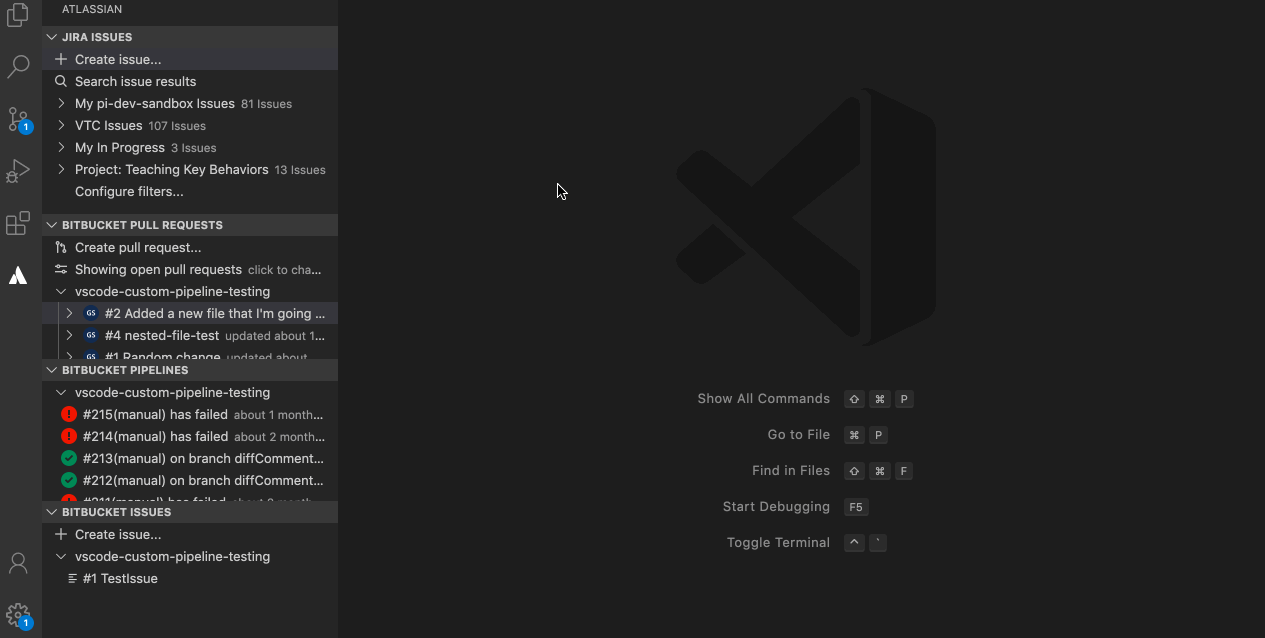 ATLASSIAN
JIRA ISSUES
Create issue...
Search issue results
My pi-dev-sandbox Issues 81 Issues
VTC Issues 107 Issues
My In Progress 3 Issues
Project: Teaching Key Behaviors 13 Issues
Configure filters...
BITBUCKET PULL REQUESTS
Create pull request...
Showing open pull requests click to cha...
vscode-custom-pipeline-testing
GS #2 Added a new file that I'm going ...
GS #4 nested-file-test updated about 1...
GS #1 Random change updated about
BITBUCKET PIPELINES
vscode-custom-pipeline-testing
#215(manual) has failed about 1 month...
#214(manual) has failed about 2 month...
#213(manual) on branch diffComment...
#212(manual) on branch diffComment...
#211(manual) has failed about 2 month
BITBUCKET ISSUES
Create issue...
vscode-custom-pipeline-testing
#1 TestIssue
1
1
Show All Commands ⇧ ⌘ P
Go to File ⌘ P
Find in Files ⇧ ⌘ F
Start Debugging F5
Toggle Terminal ^ `